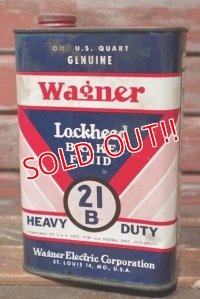 ONE U.S. QUART
GENUINE
Wagner
Lockheed
BRAKE
FLUID
SOLD OUT!!
21
B
HEAVY DUTY
Wagner Electric Corporation
ST. LOUIS 14, MO., U.S.A.